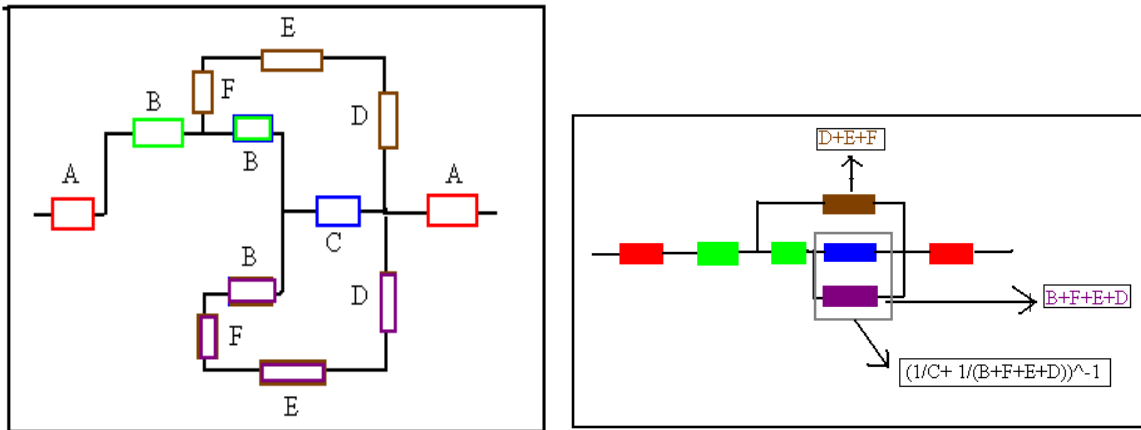 E
F
B
D
B
A
A
C
B
D
F
E
D+E+F
B+F+E+D
(1/C+ 1/(B+F+E+D))^-1